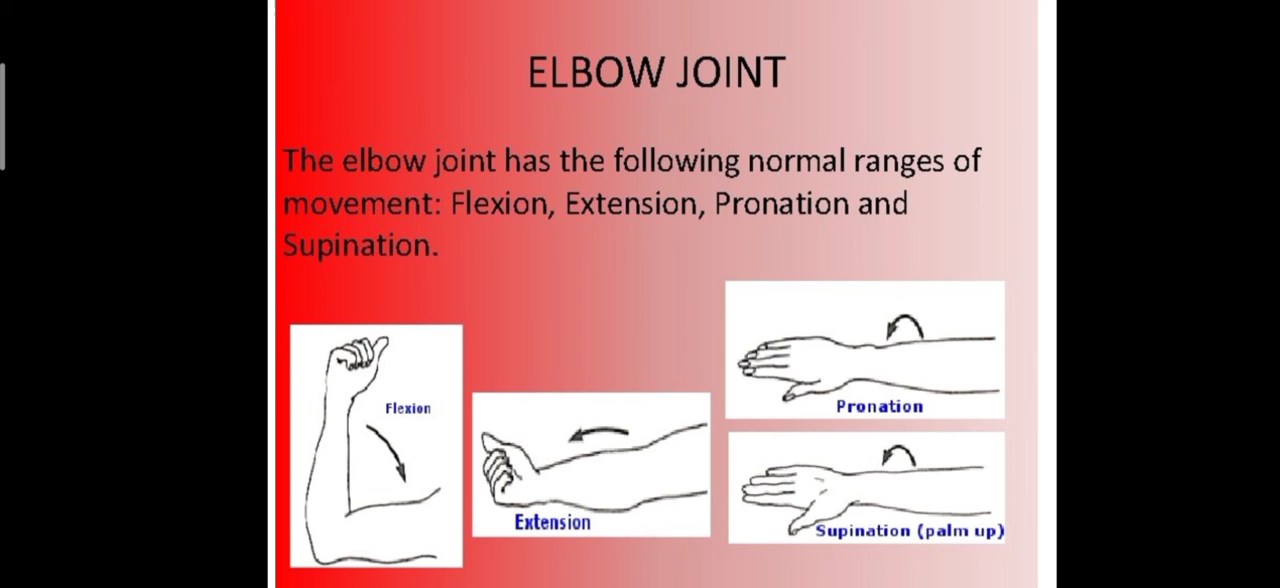 ELBOW JOINT
The elbow joint has the following normal ranges of
movement: Flexion, Extension, Pronation and
Supination.
Flexion
Extension
Pronation
Supination (palm up)